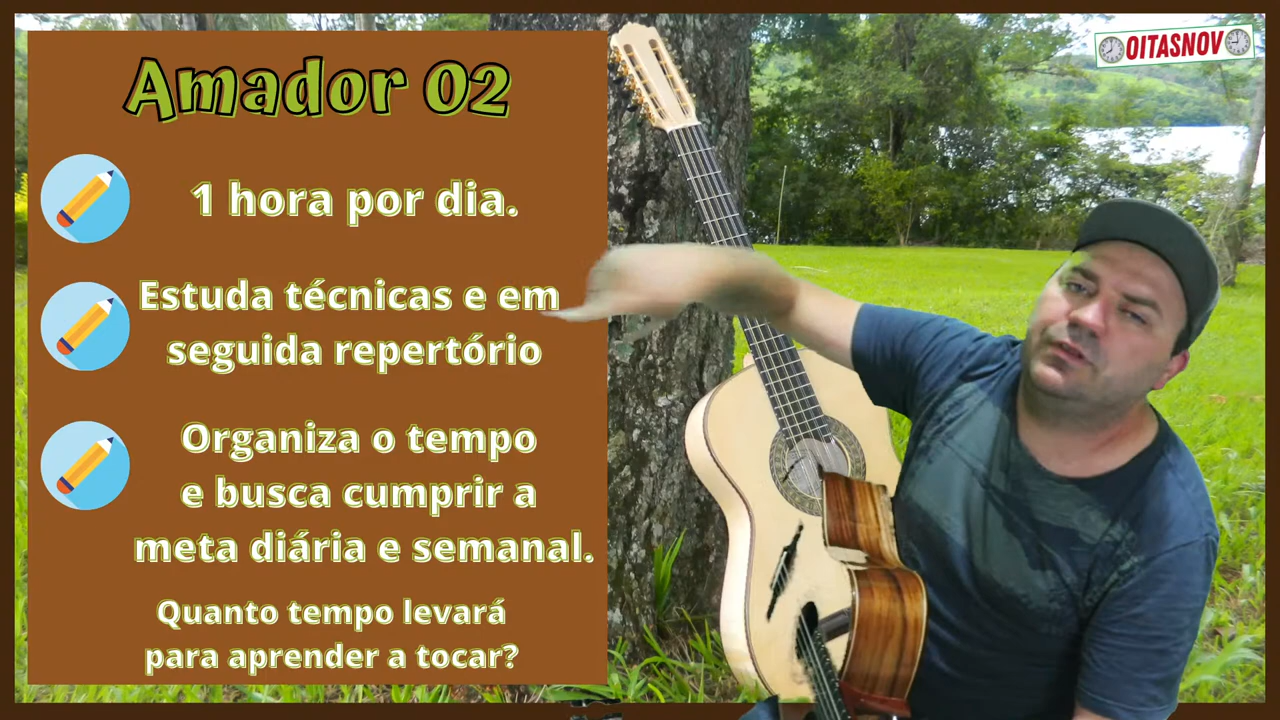 Amador 02
OITASNOV
1 hora por dia.
Estuda técnicas e em
seguida repertório
Organiza o tempo
e busca cumprir a
meta diária e semanal.
Quanto tempo levará
para aprender a tocar?